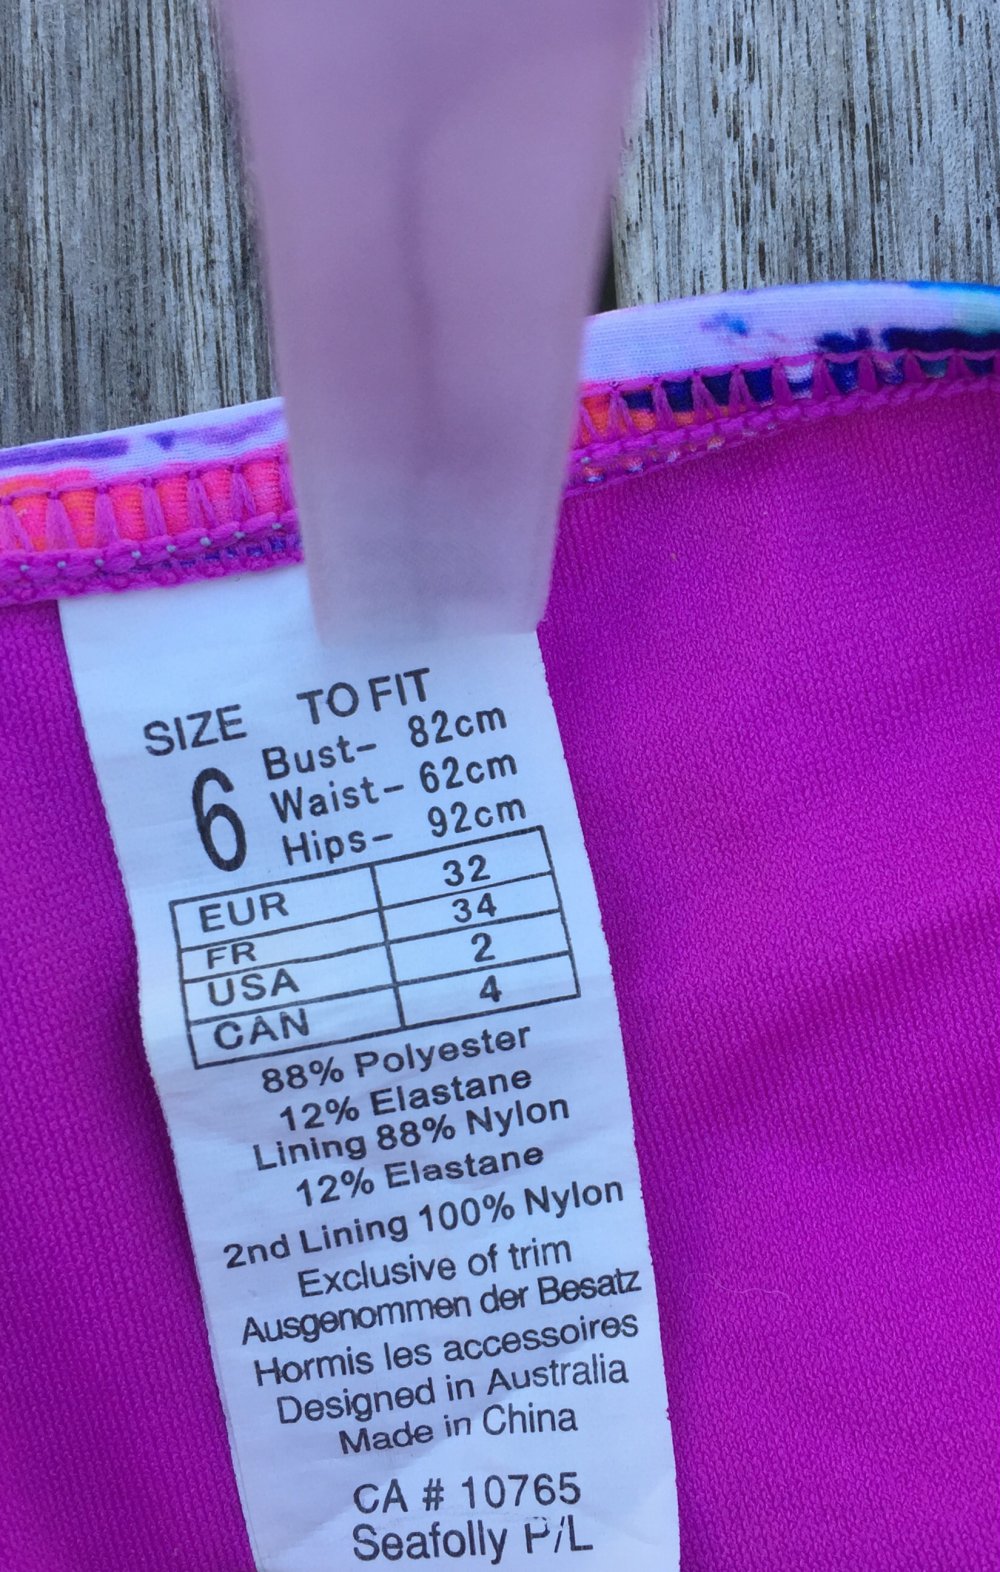 SIZE TO FIT
6 Bust- 82cm
Waist- 62cm
Hips- 92cm
EUR 32
FR 34
USA 2
CAN 4
88% Polyester
12% Elastane
Lining 88% Nylon
12% Elastane
2nd Lining 100% Nylon
Exclusive of trim
Ausgenommen der Besatz
Hormis les accessoires
Designed in Australia
Made in China
CA # 10765
Seafolly P/L